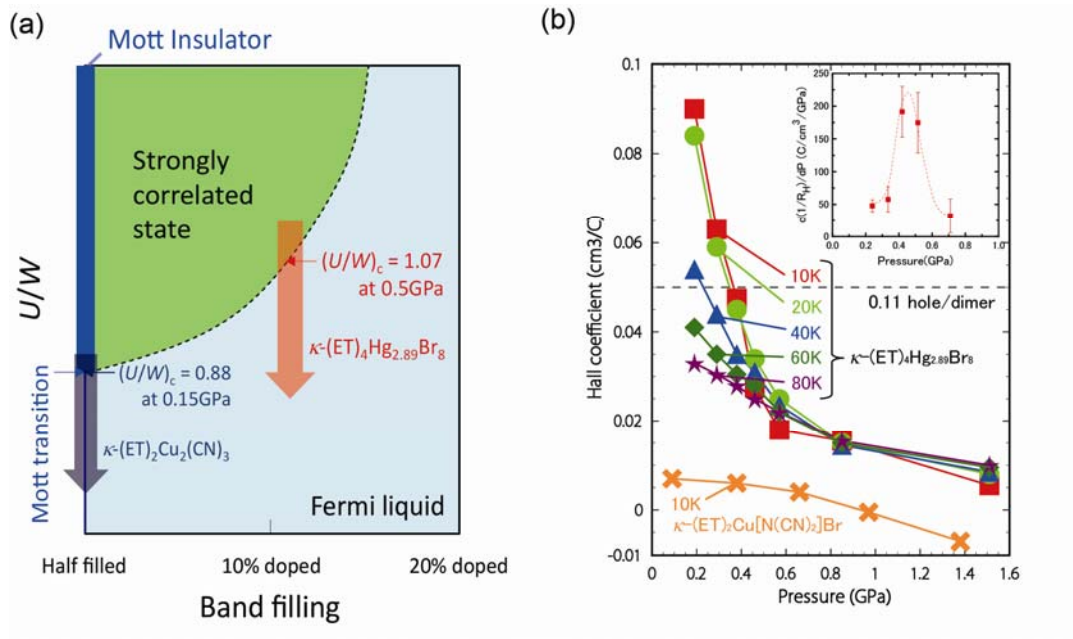 (a)
Mott Insulator
Strongly
correlated
state
(U/W)c = 1.07
at 0.5GPa
κ-(ET)4Hg2.89Br8
(U/W)c = 0.88
at 0.15GPa
κ-(ET)2Cu2(CN)3
Fermi liquid
U/W
Mott transition
Half filled
10% doped
20% doped
Band filling
(b)
0.1
0.08
0.06
0.04
0.02
0
-0.01
Hall coefficient (cm3/C)
250
200
150
100
50
0
d(1/RH)/dP (C/cm3/GPa)
0.0 0.2 0.4 0.6 0.8 1.0
Pressure(GPa)
10K
20K
40K
60K
80K
0.11 hole/dimer
κ-(ET)4Hg2.89Br8
10K
κ-(ET)2Cu[N(CN)2]Br
0 0.2 0.4 0.6 0.8 1 1.2 1.4 1.6
Pressure (GPa)